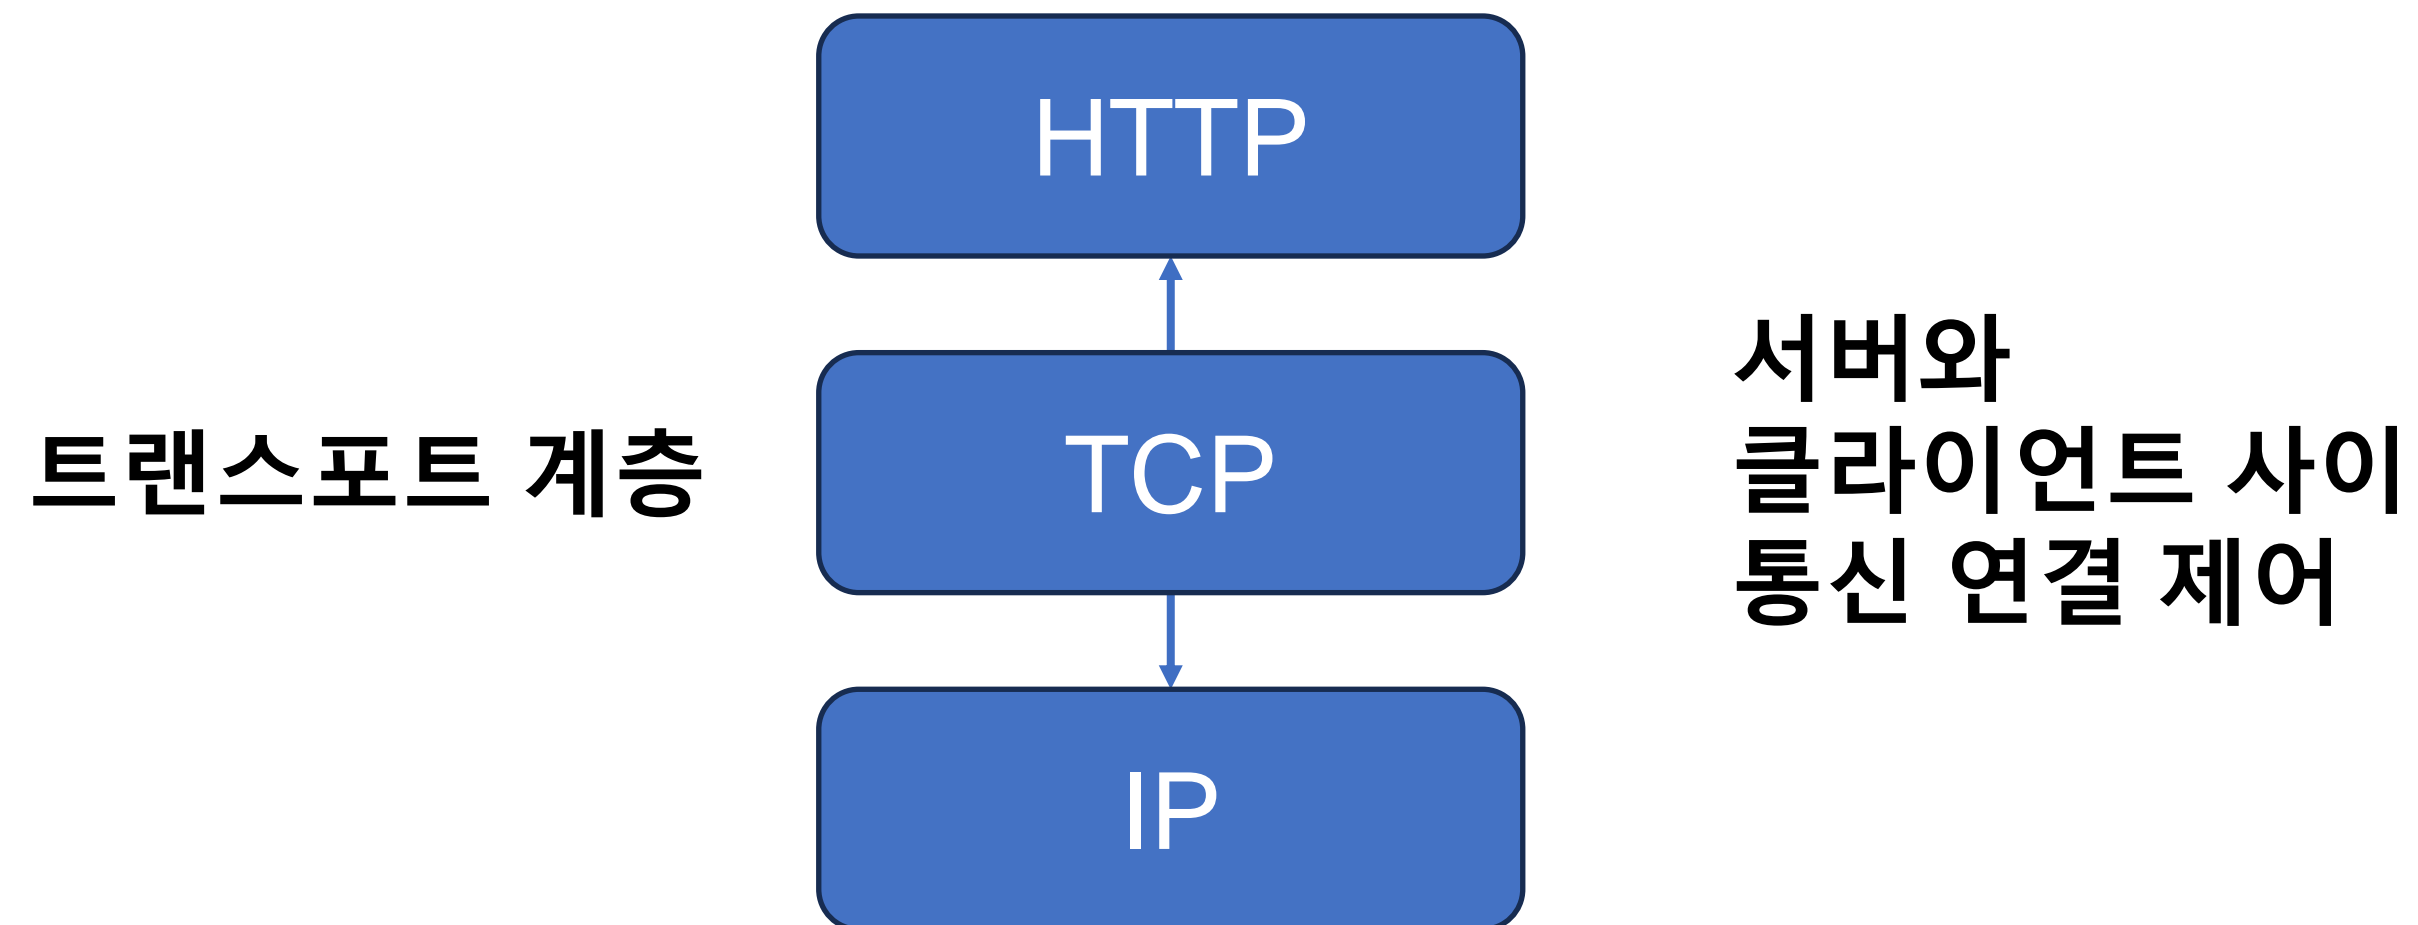 HTTP
트랜스포트 계층
TCP
서버와
클라이언트 사이
통신 연결 제어
IP